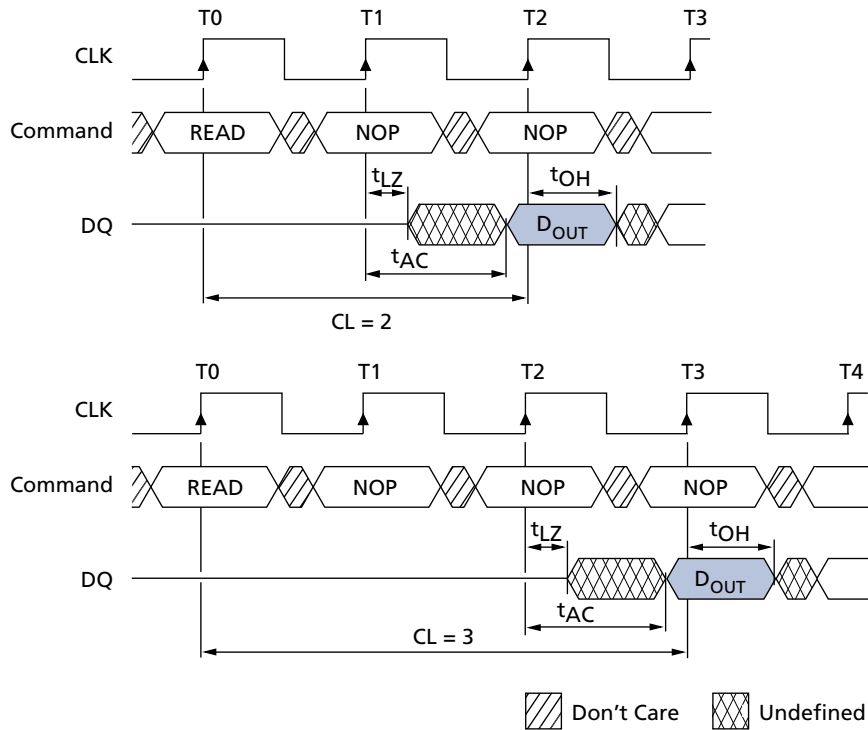 T0 T1 T2 T3
CLK
Command READ NOP NOP
tLZ tOH
DQ DOUT
tAC
CL = 2
T0 T1 T2 T3 T4
CLK
Command READ NOP NOP NOP
tLZ tOH
DQ DOUT
tAC
CL = 3
Don't Care Undefined